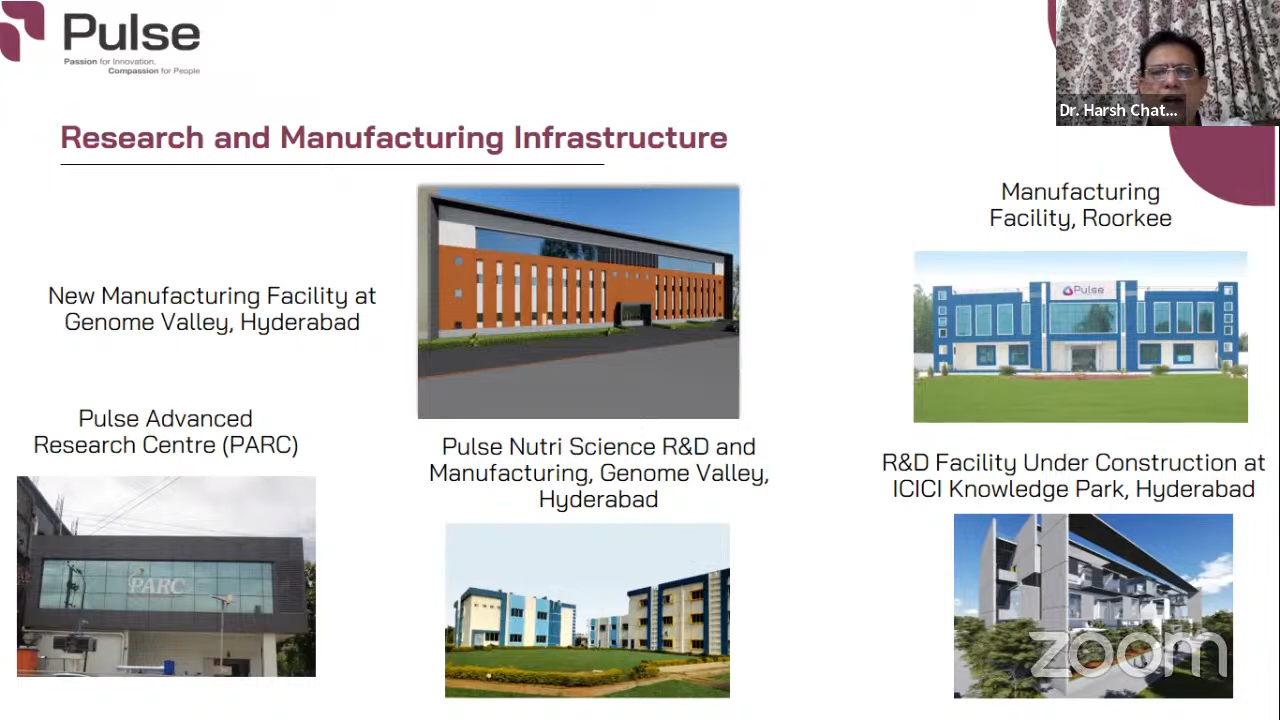 Pulse
Passion for Innovation.
Compassion for People
Dr. Harsh Chat...
Research and Manufacturing Infrastructure
Manufacturing
Facility, Roorkee
New Manufacturing Facility at
Genome Valley, Hyderabad
Pulse
Pulse Advanced
Research Centre (PARC)
Pulse Nutri Science R&D and
Manufacturing, Genome Valley,
Hyderabad
R&D Facility Under Construction at
ICICI Knowledge Park, Hyderabad
PARC
zoom